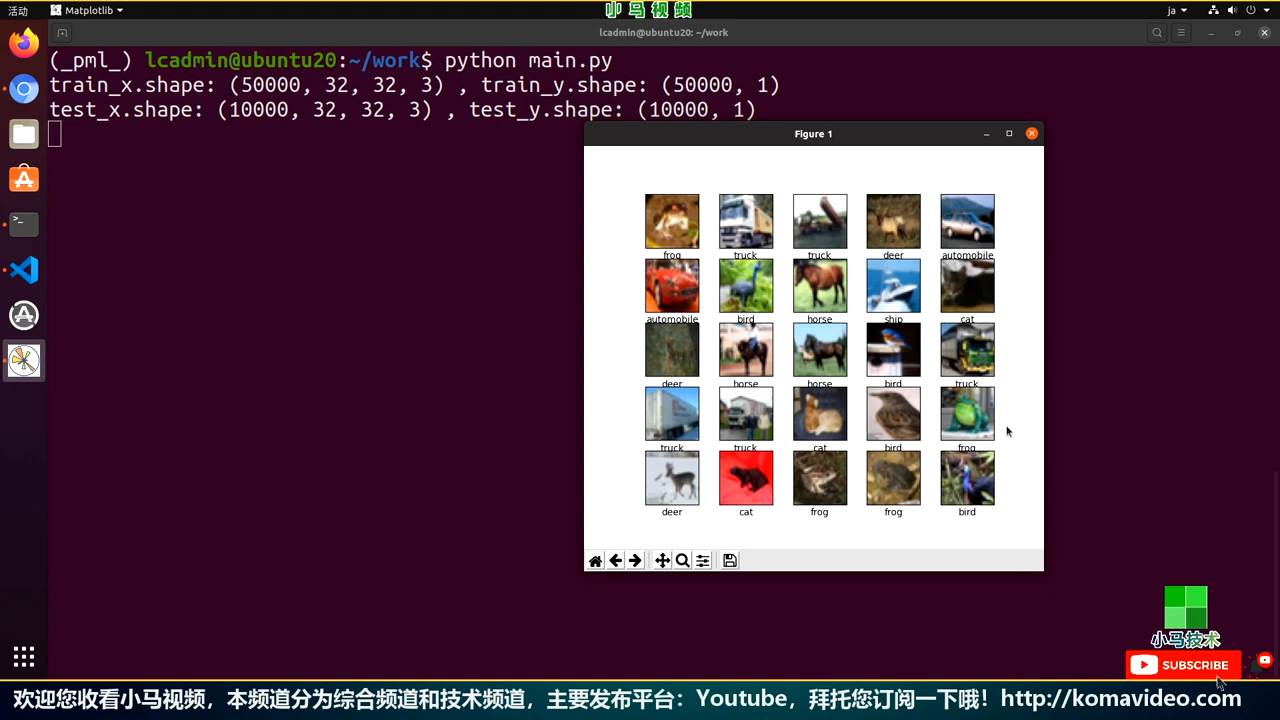 活动
Matplotlib
小马视频
ja
lcadmin@ubuntu20: ~/work
(_pml_) lcadmin@ubuntu20:~/work$ python main.py
train_x.shape: (50000, 32, 32, 3) , train_y.shape: (50000, 1)
test_x.shape: (10000, 32, 32, 3) , test_y.shape: (10000, 1)
Figure 1
frog truck truck deer automobile
automobile bird horse ship cat
deer horse horse bird truck
truck truck cat bird frog
deer cat frog frog bird
小马技术
SUBSCRIBE
欢迎您收看小马视频，本频道分为综合频道和技术频道，主要发布平台：Youtube，拜托您订阅一下哦！http://komavideo.com